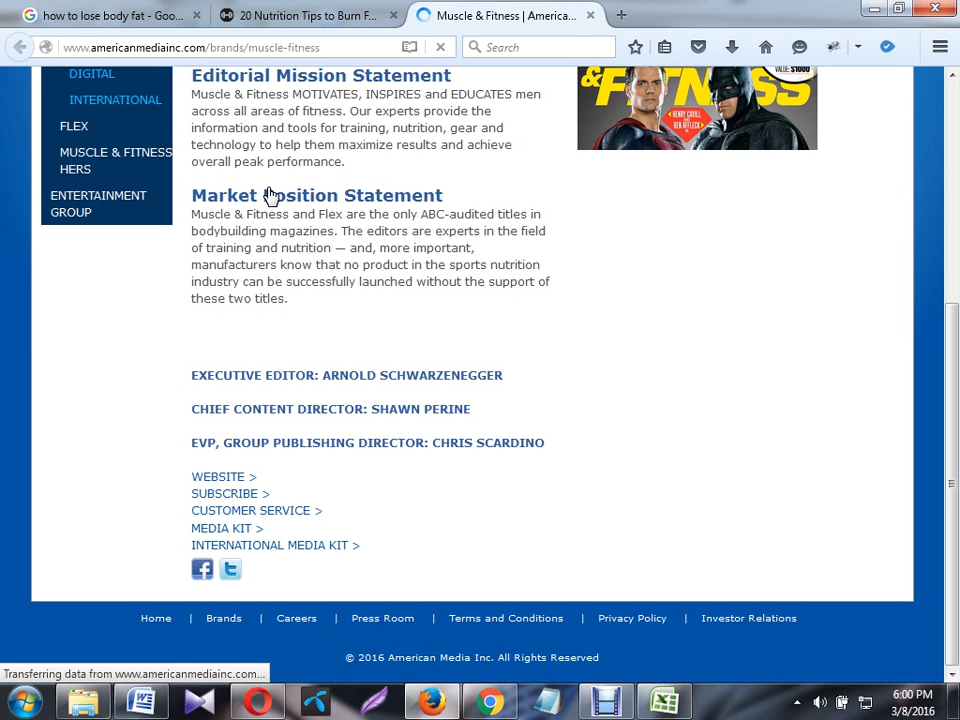 how to lose body fat - Goo...
20 Nutrition Tips to Burn F...
Muscle & Fitness | America...
www.americanmediainc.com/brands/muscle-fitness
Search
DIGITAL
INTERNATIONAL
FLEX
MUSCLE & FITNESS
HERS
ENTERTAINMENT
GROUP
Editorial Mission Statement
Muscle & Fitness MOTIVATES, INSPIRES and EDUCATES men
across all areas of fitness. Our experts provide the
information and tools for training, nutrition, gear and
technology to help them maximize results and achieve
overall peak performance.
Market Position Statement
Muscle & Fitness and Flex are the only ABC-audited titles in
bodybuilding magazines. The editors are experts in the field
of training and nutrition — and, more important,
manufacturers know that no product in the sports nutrition
industry can be successfully launched without the support of
these two titles.
EXECUTIVE EDITOR: ARNOLD SCHWARZENEGGER
CHIEF CONTENT DIRECTOR: SHAWN PERINE
EVP, GROUP PUBLISHING DIRECTOR: CHRIS SCARDINO
WEBSITE >
SUBSCRIBE >
CUSTOMER SERVICE >
MEDIA KIT >
INTERNATIONAL MEDIA KIT >
&FITNESS
VALUE $1000
HENRY CAVILL AND
BEN AFFLECK
Home | Brands | Careers | Press Room | Terms and Conditions | Privacy Policy | Investor Relations
© 2016 American Media Inc. All Rights Reserved
Transferring data from www.americanmediainc.com...
6:00 PM
3/8/2016